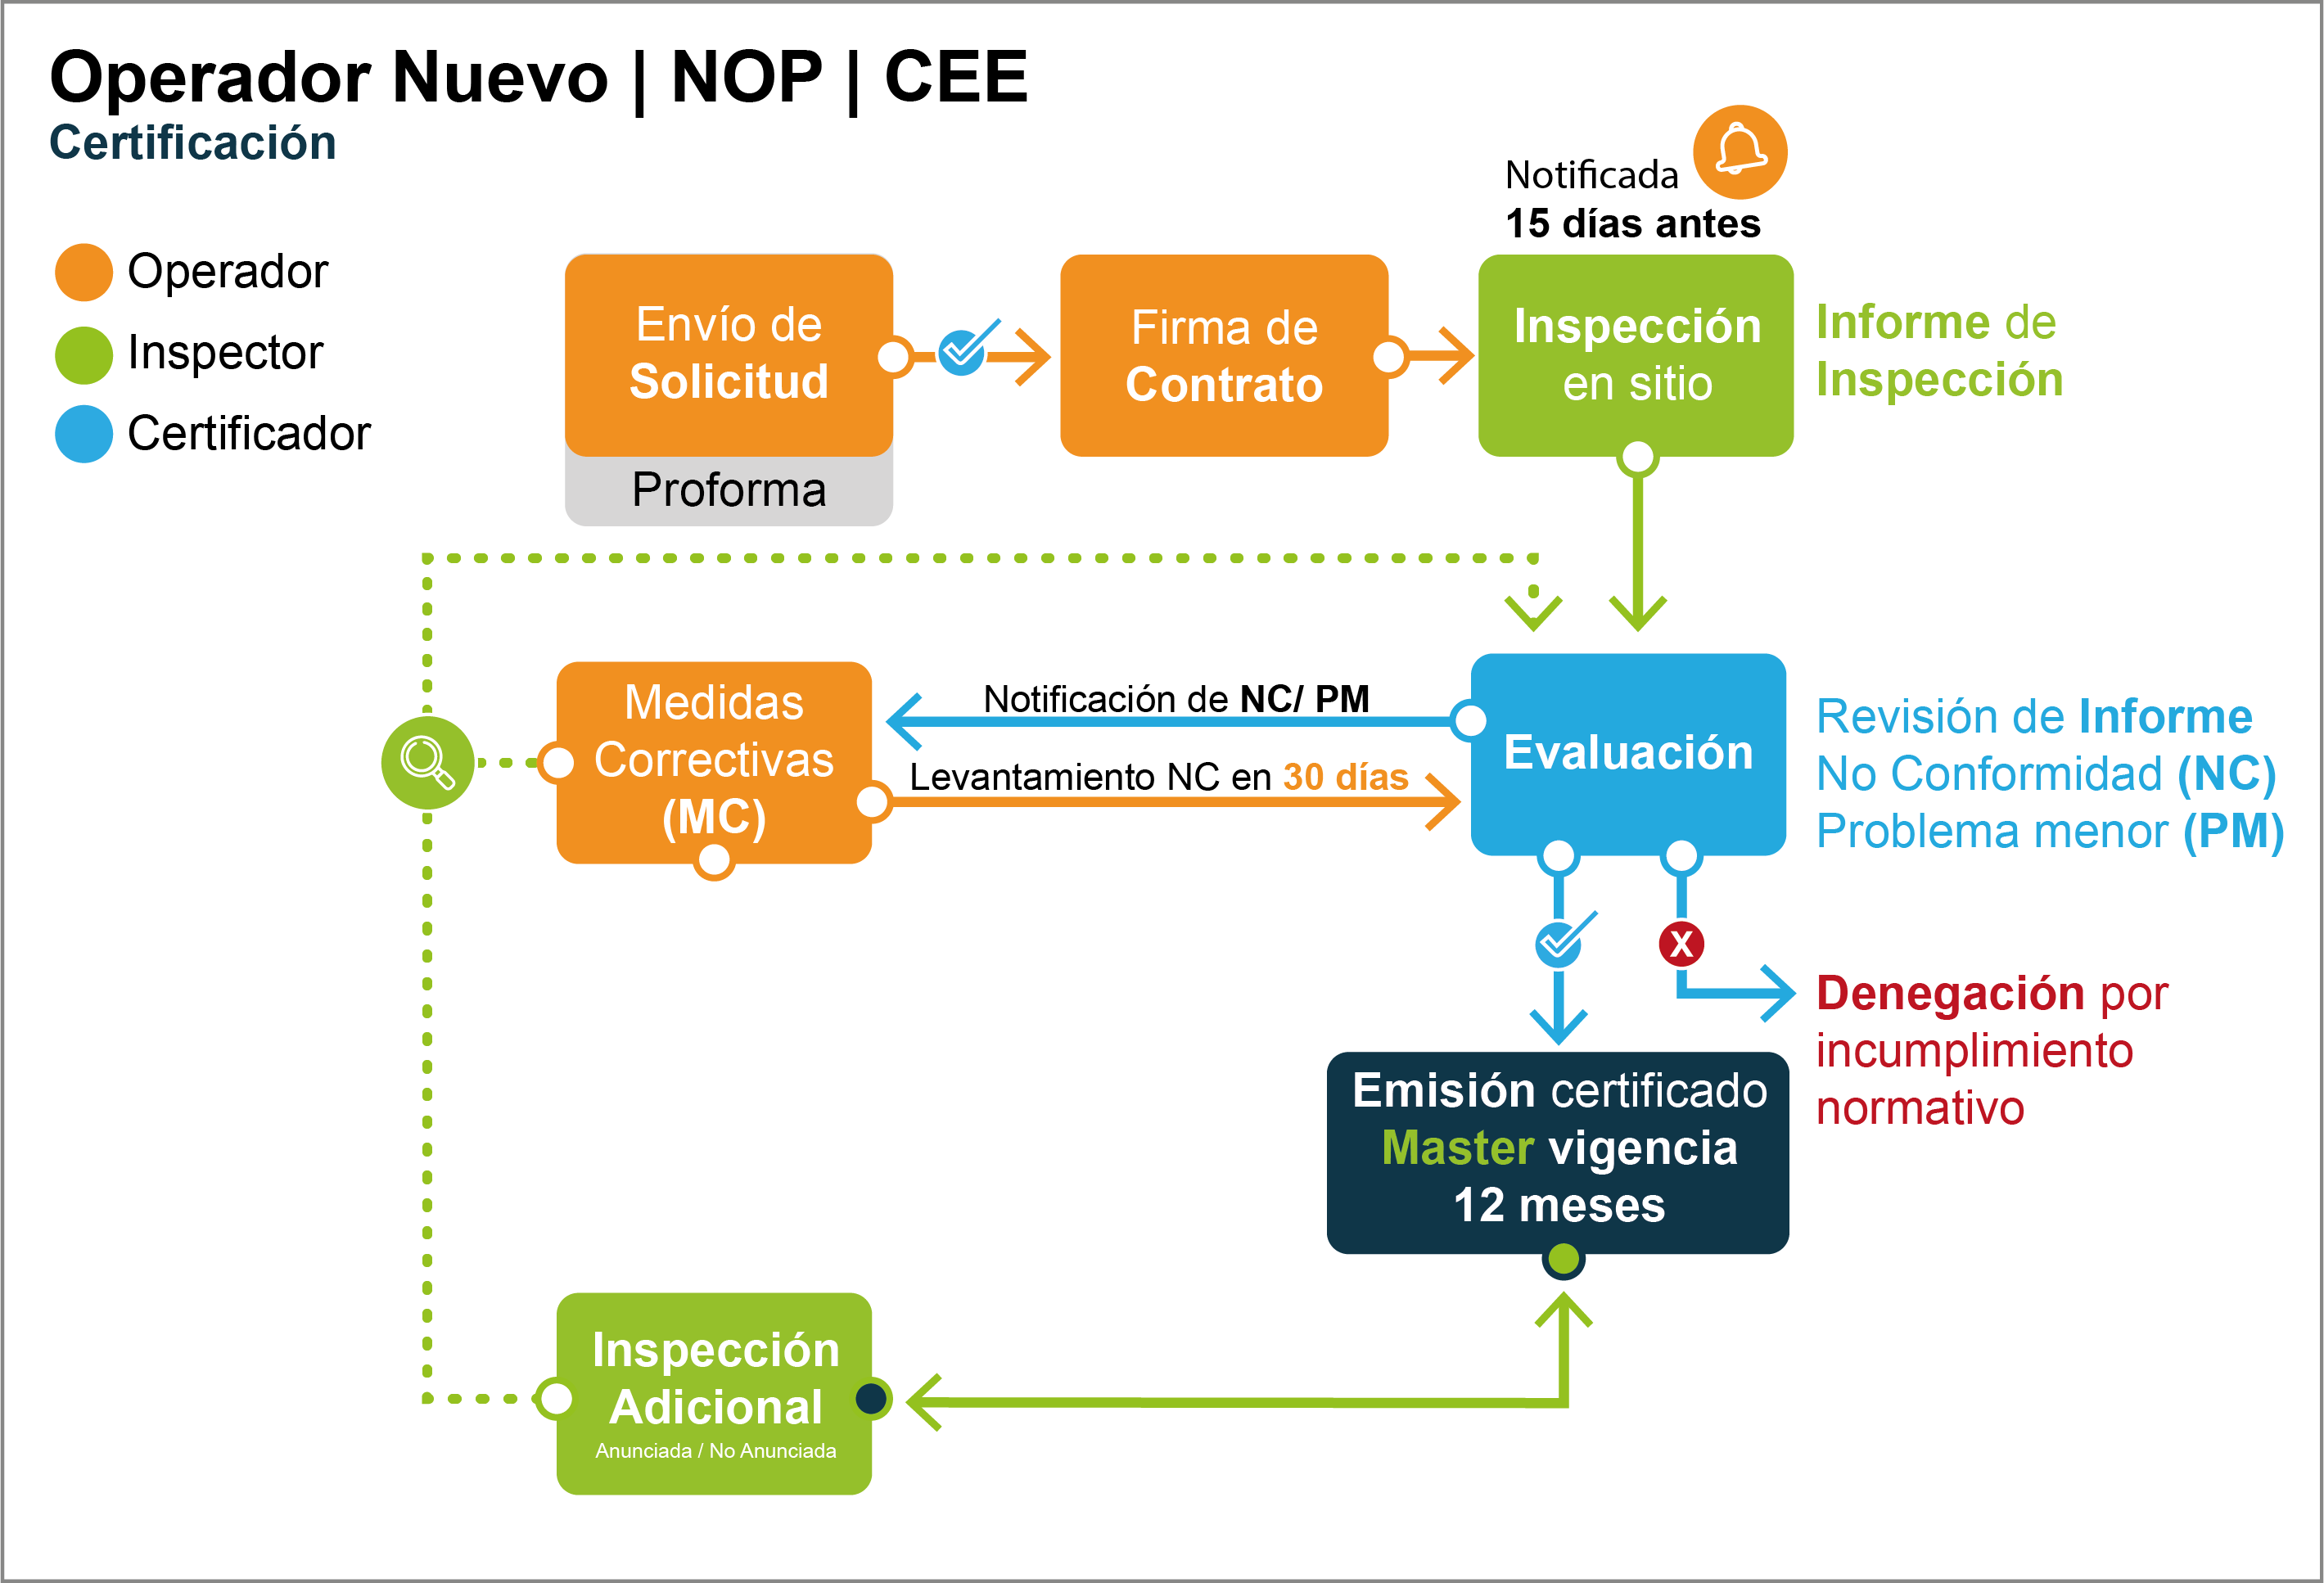 Operador Nuevo | NOP | CEE
Certificación
Operador
Inspector
Certificador
Notificada
15 días antes
Envío de
Solicitud
Proforma
Firma de
Contrato
Inspección
en sitio
Informe de
Inspección
Medidas
Correctivas
(MC)
Notificación de NC/ PM
Levantamiento NC en 30 días
Evaluación
Revisión de Informe
No Conformidad (NC)
Problema menor (PM)
X
Denegación por
incumplimiento
normativo
Emisión certificado
Master vigencia
12 meses
Inspección
Adicional
Anunciada / No Anunciada